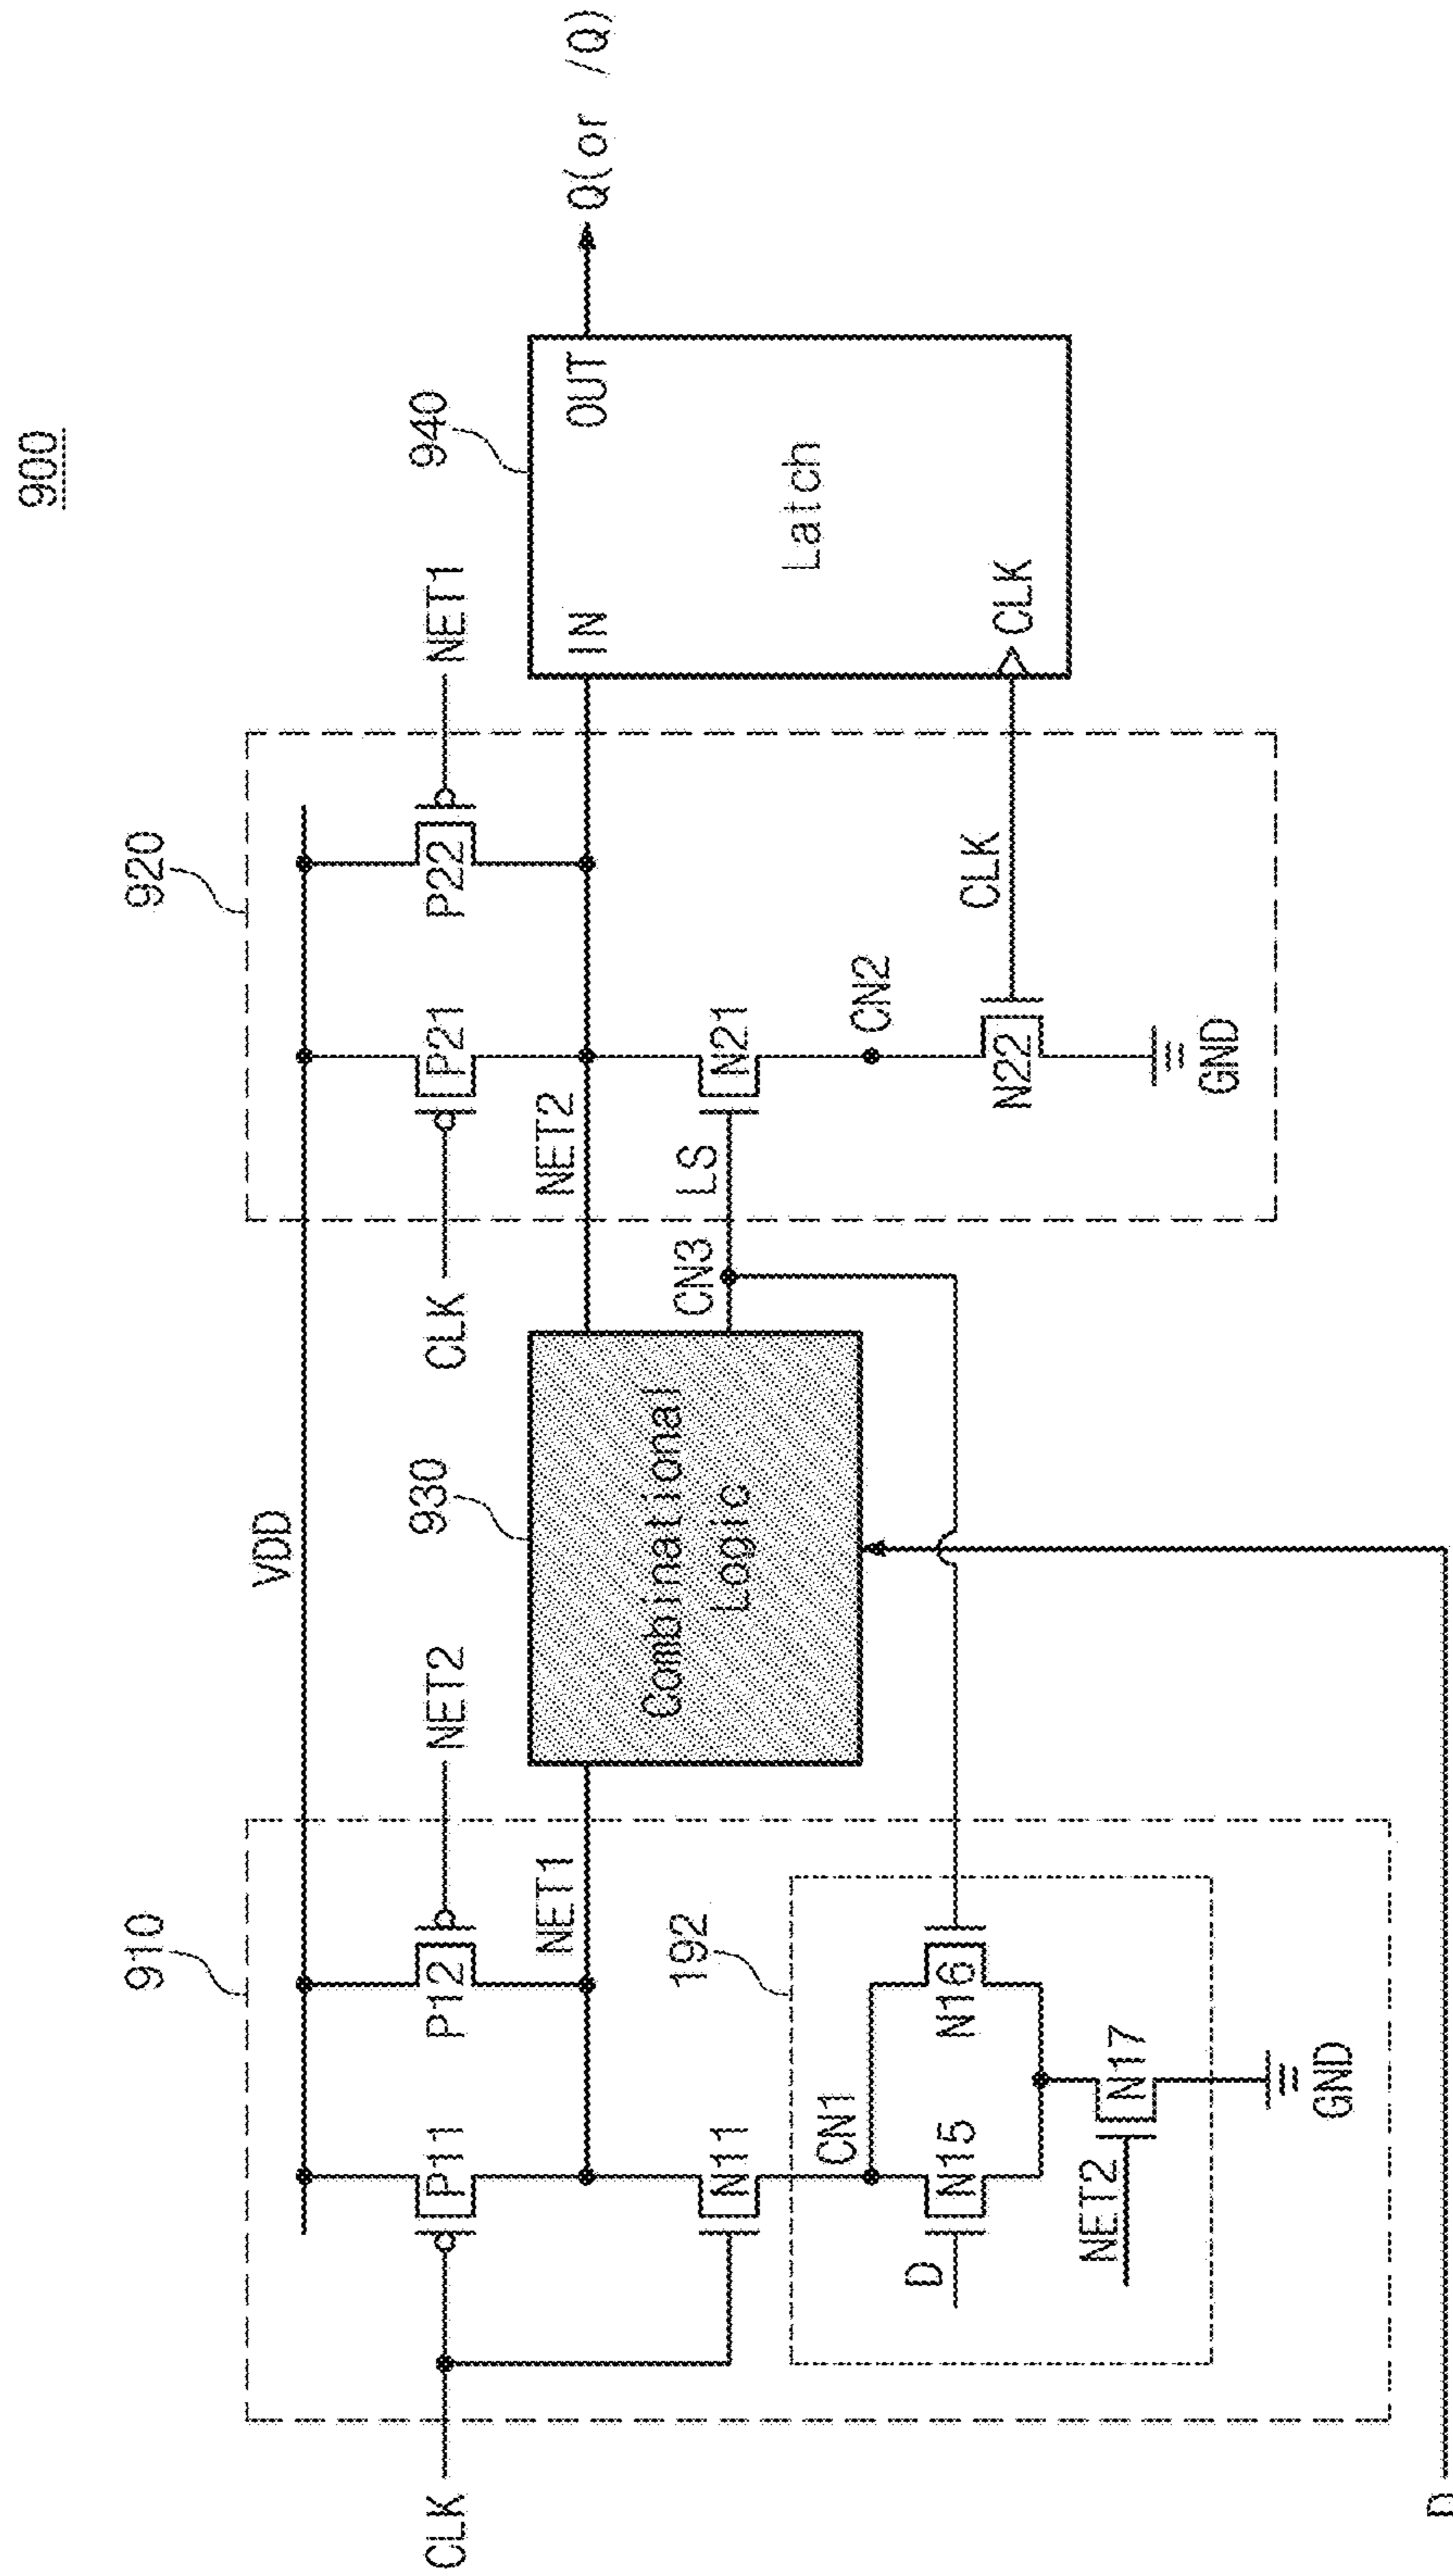 900
910
920
VDD
CLK
P11
P12
NET2
CLK
P21
P22
NET1
930
940
NET1
NET2
Combinational
Logic
IN
OUT
Latch
CLK
Q(or /Q)
N11
192
CN1
D
N15
N16
NET2
N17
GND
CN3
LS
N21
CN2
N22
CLK
GND
D